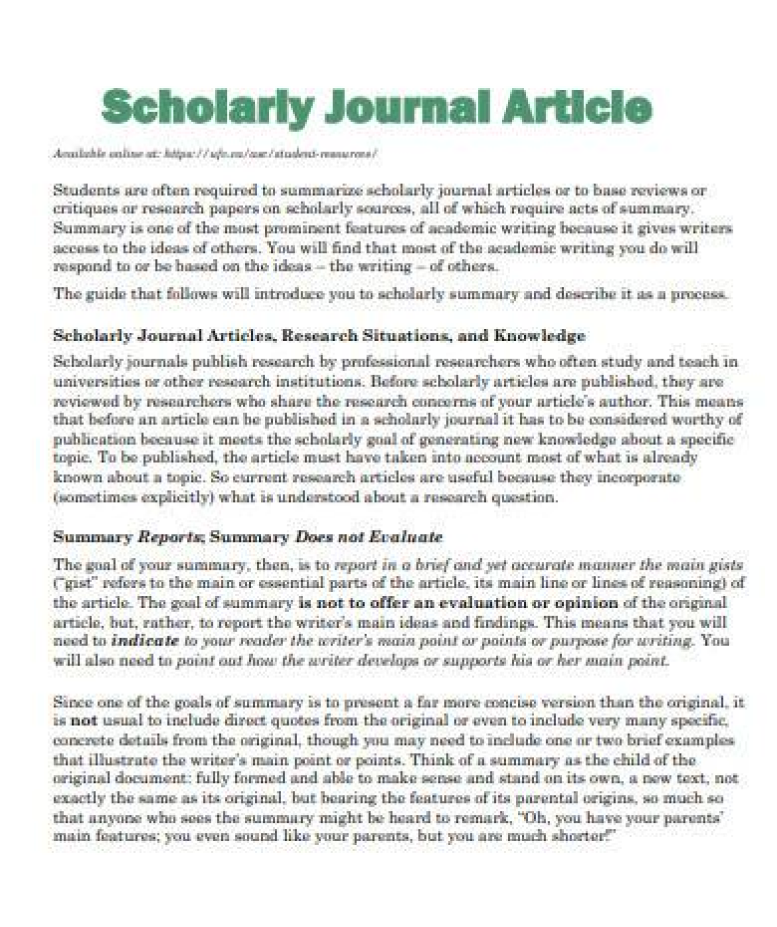 Scholarly Journal Article
Available online at: https://ufv.ca/asc/student-resources/
Students are often required to summarize scholarly journal articles or to base reviews or
critiques or research papers on scholarly sources, all of which require acts of summary.
Summary is one of the most prominent features of academic writing because it gives writers
access to the ideas of others. You will find that most of the academic writing you do will
respond to or be based on the ideas – the writing – of others.
The guide that follows will introduce you to scholarly summary and describe it as a process.
Scholarly Journal Articles, Research Situations, and Knowledge
Scholarly journals publish research by professional researchers who often study and teach in
universities or other research institutions. Before scholarly articles are published, they are
reviewed by researchers who share the research concerns of your article's author. This means
that before an article can be published in a scholarly journal it has to be considered worthy of
publication because it meets the scholarly goal of generating new knowledge about a specific
topic. To be published, the article must have taken into account most of what is already
known about a topic. So current research articles are useful because they incorporate
(sometimes explicitly) what is understood about a research question.
Summary Reports; Summary Does not Evaluate
The goal of your summary, then, is to report in a brief and yet accurate manner the main gists
("gist" refers to the main or essential parts of the article, its main line or lines of reasoning) of
the article. The goal of summary is not to offer an evaluation or opinion of the original
article, but, rather, to report the writer's main ideas and findings. This means that you will
need to indicate to your reader the writer's main point or points or purpose for writing. You
will also need to point out how the writer develops or supports his or her main point.
Since one of the goals of summary is to present a far more concise version than the original, it
is not usual to include direct quotes from the original or even to include very many specific,
concrete details from the original, though you may need to include one or two brief examples
that illustrate the writer's main point or points. Think of a summary as the child of the
original document: fully formed and able to make sense and stand on its own, a new text, not
exactly the same as its original, but bearing the features of its parental origins, so much so
that anyone who sees the summary might be heard to remark, "Oh, you have your parents'
main features; you even sound like your parents, but you are much shorter!"